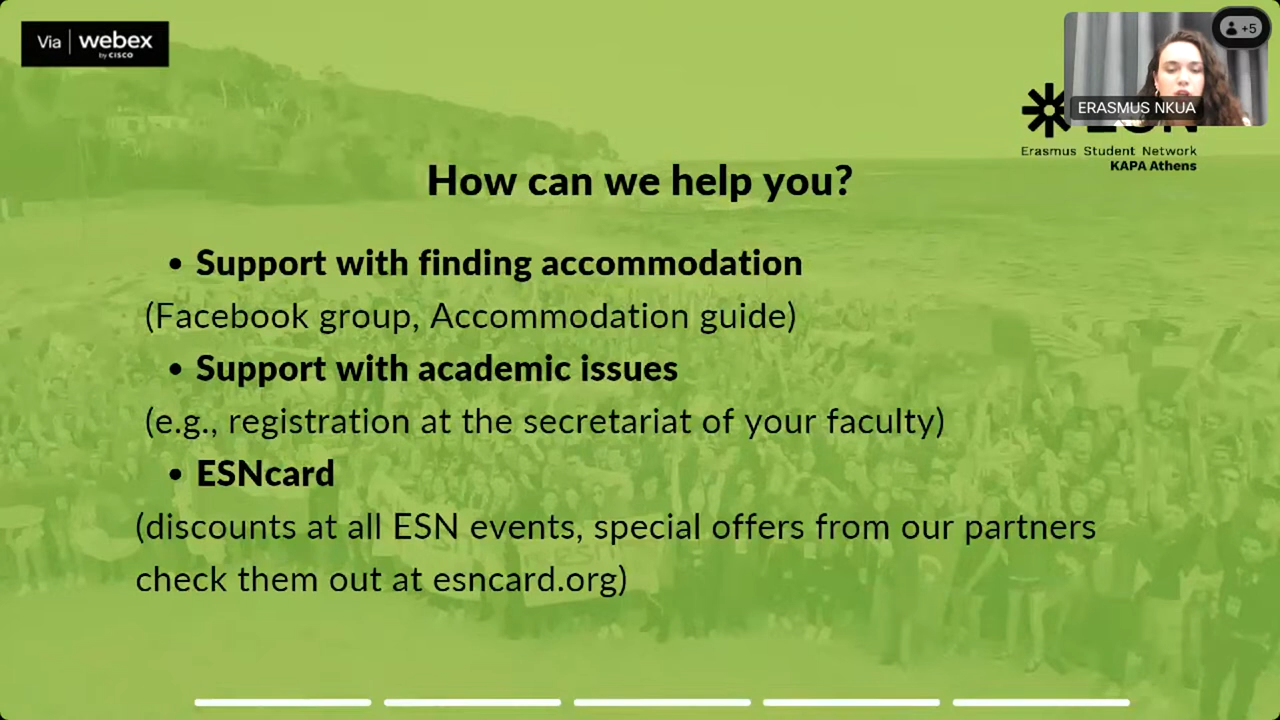 Via webex
by CISCO
+5
ERASMUS NKUA
Erasmus Student Network
KAPA Athens
How can we help you?
• Support with finding accommodation
(Facebook group, Accommodation guide)
• Support with academic issues
(e.g., registration at the secretariat of your faculty)
• ESNcard
(discounts at all ESN events, special offers from our partners
check them out at esncard.org)